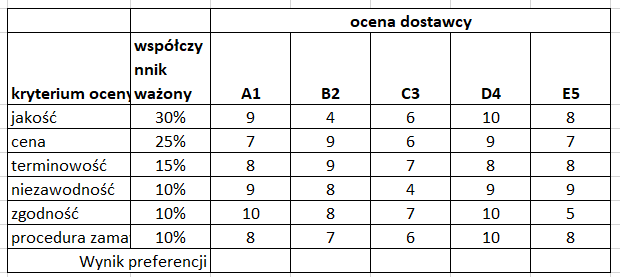 ocena dostawcy
kryterium oceny współczy nnik ważony A1 B2 C3 D4 E5
jakość 30% 9 4 6 10 8
cena 25% 7 9 6 9 7
terminowość 15% 8 9 7 8 8
niezawodność 10% 9 8 4 9 9
zgodność 10% 10 8 7 10 5
procedura zama 10% 8 7 6 10 8
Wynik preferencji